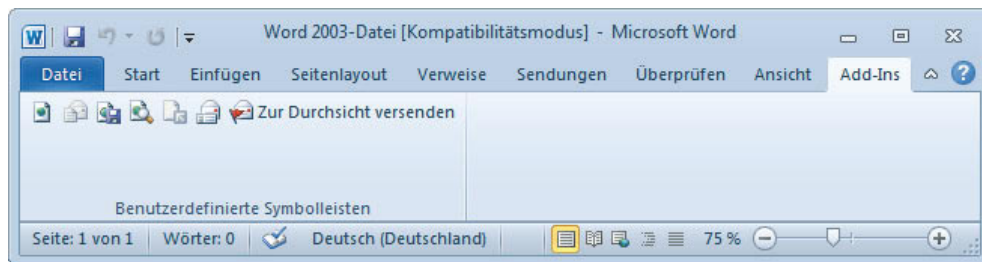 W Word 2003-Datei [Kompatibilitätsmodus] - Microsoft Word
Datei Start Einfügen Seitenlayout Verweise Sendungen Überprüfen Ansicht Add-Ins ?
Zur Durchsicht versenden
Benutzerdefinierte Symbolleisten
Seite: 1 von 1 Wörter: 0 Deutsch (Deutschland) 75 %